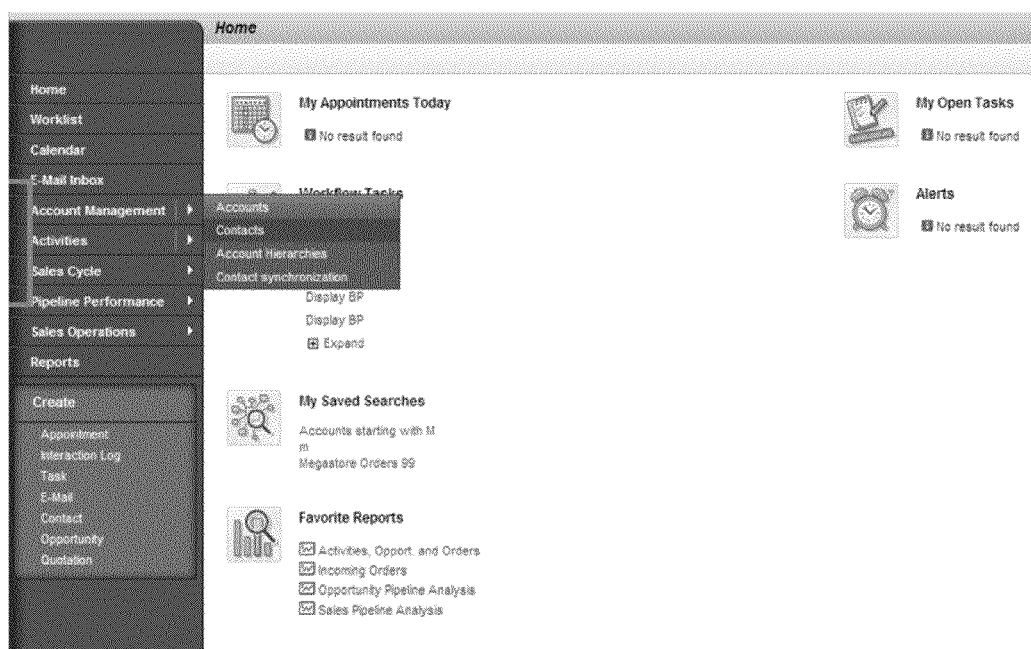 Home
Home
Worklist
Calendar
E-Mail Inbox
Account Management
Activities
Sales Cycle
Pipeline Performance
Sales Operations
Reports
Create
Appointment
Interaction Log
Task
E-Mail
Contact
Opportunity
Quotation
Accounts
Contacts
Account Hierarchies
Contact synchronization
My Appointments Today
No result found
My Open Tasks
No result found
Workflow Tasks
Display BP
Display BP
Expand
Alerts
No result found
My Saved Searches
Accounts starting with M
m
Megastore Orders 99
Favorite Reports
Activities, Opport. and Orders
Incoming Orders
Opportunity Pipeline Analysis
Sales Pipeline Analysis